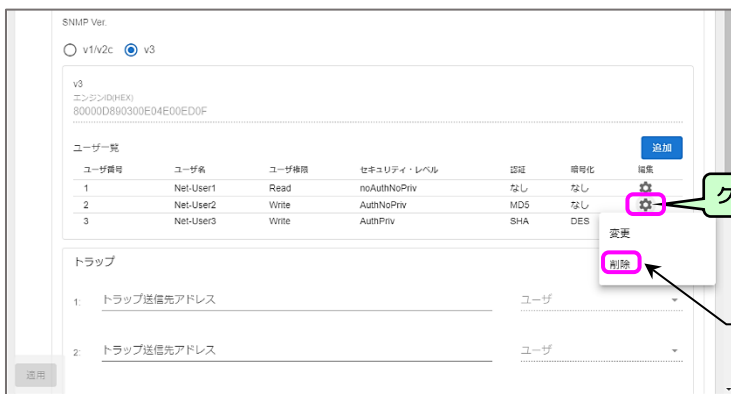 SNMP Ver.
v1/v2c v3
v3
エンジンID(HEX)
80000D890300E04E00ED0F
ユーザ一覧 追加
ユーザ番号 ユーザ名 ユーザ権限 セキュリティ・レベル 認証 暗号化 編集
1 Net-User1 Read noAuthNoPriv なし なし
2 Net-User2 Write AuthNoPriv MD5 なし
3 Net-User3 Write AuthPriv SHA DES
ク
変更
削除
トラップ
1: トラップ送信先アドレス ユーザ
2: トラップ送信先アドレス ユーザ
適用